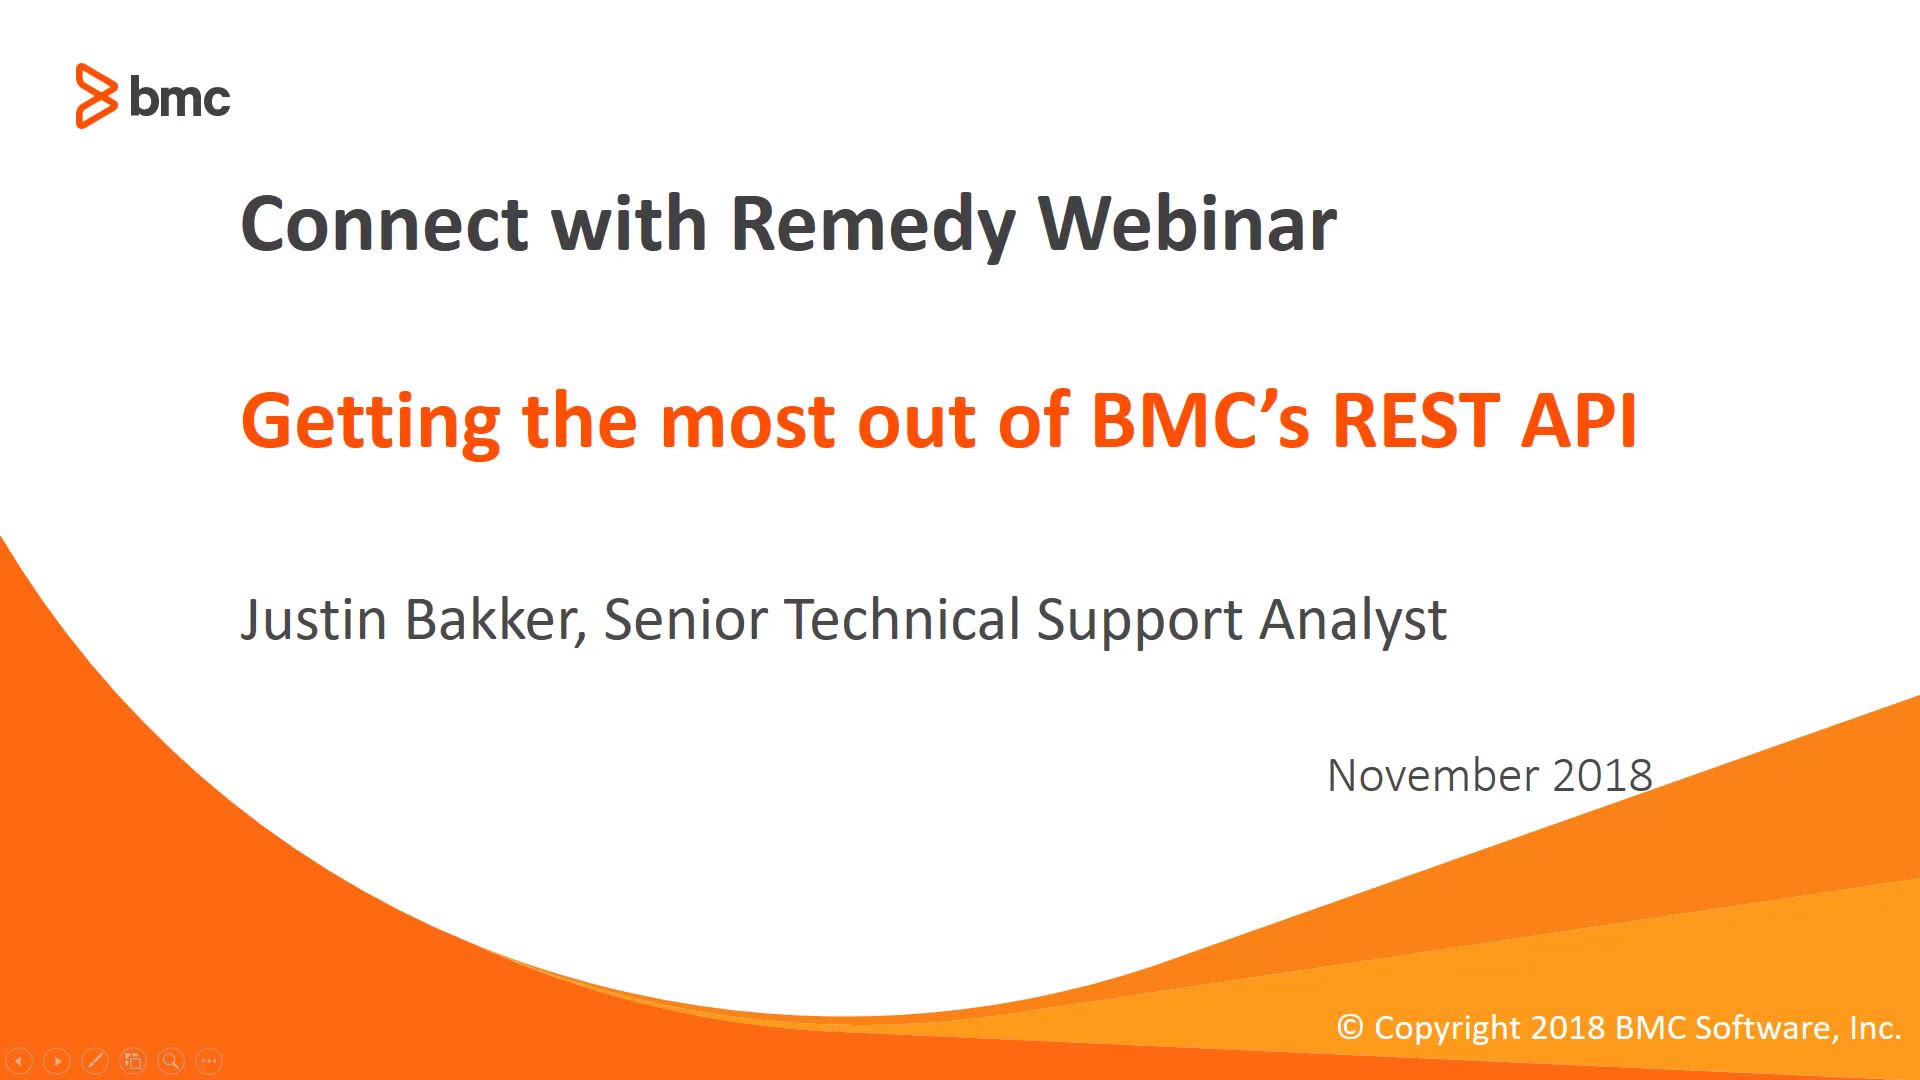 bmc
Connect with Remedy Webinar
Getting the most out of BMC’s REST API
Justin Bakker, Senior Technical Support Analyst
November 2018
© Copyright 2018 BMC Software, Inc.